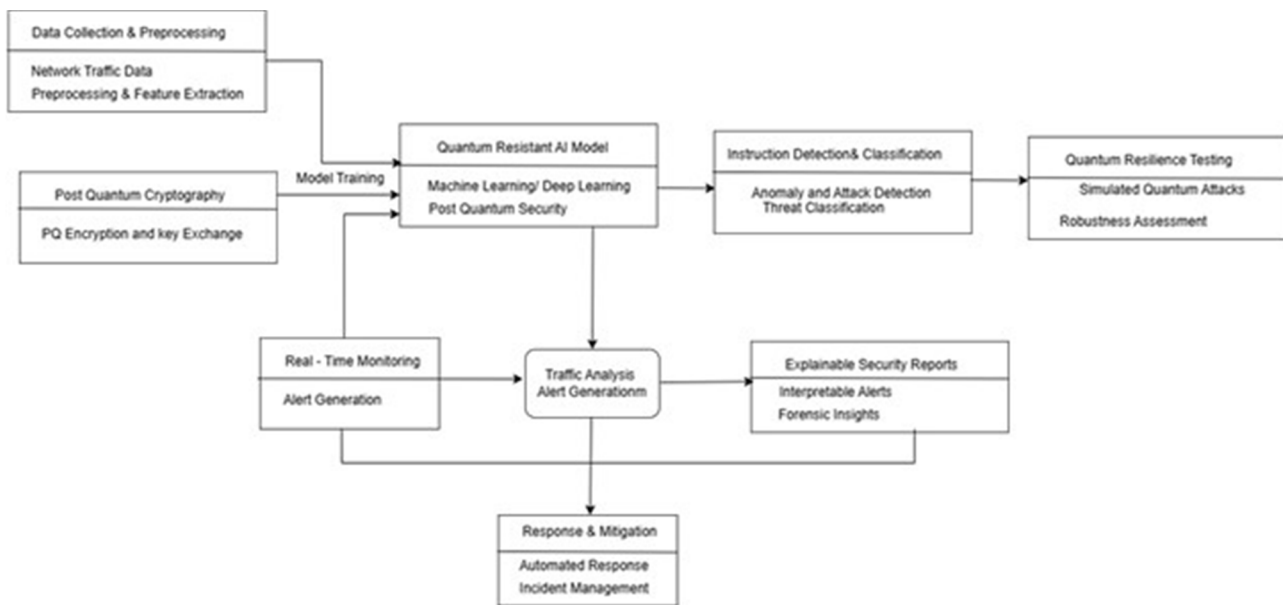 Data Collection & Preprocessing
Network Traffic Data
Preprocessing & Feature Extraction
Post Quantum Cryptography
PQ Encryption and key Exchange
Model Training
Quantum Resistant AI Model
Machine Learning/ Deep Learning
Post Quantum Security
Instruction Detection& Classification
Anomaly and Attack Detection
Threat Classification
Quantum Resilience Testing
Simulated Quantum Attacks
Robustness Assessment
Real - Time Monitoring
Alert Generation
Traffic Analysis
Alert Generationm
Explainable Security Reports
Interpretable Alerts
Forensic Insights
Response & Mitigation
Automated Response
Incident Management